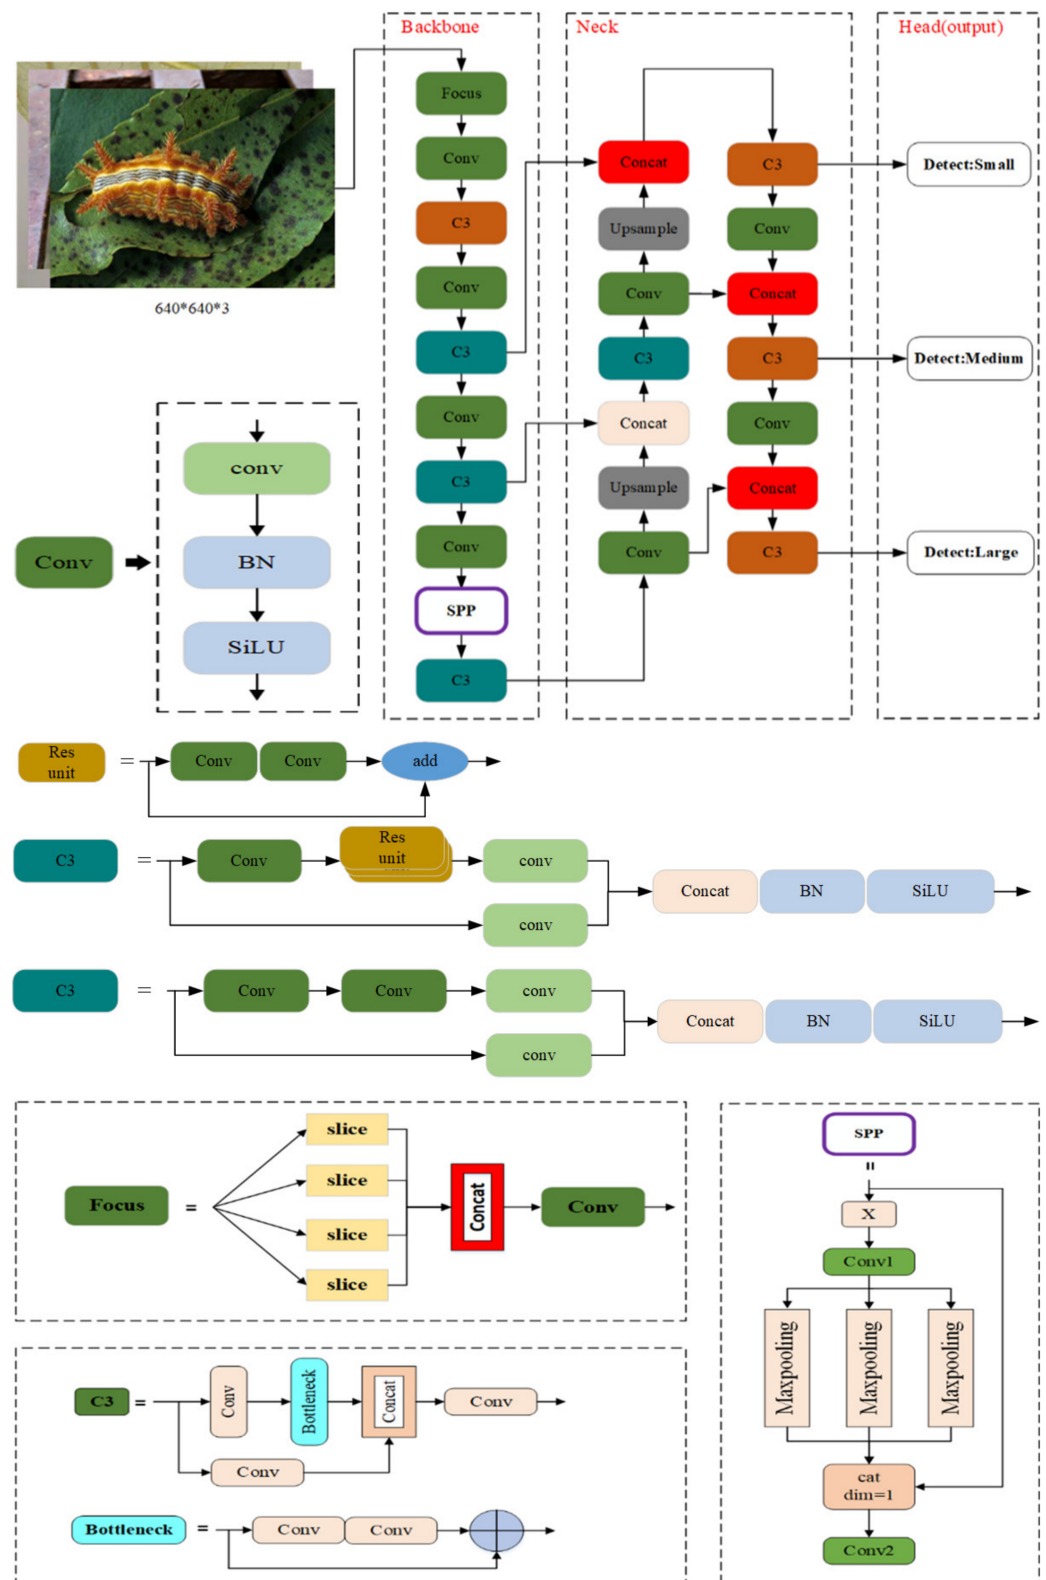 Backbone
Neck
Head(output)
Focus
Conv
C3
Conv
C3
Conv
C3
Conv
SPP
C3
Concat
Upsample
Conv
C3
Concat
Upsample
Conv
C3
Conv
Concat
C3
Conv
Concat
C3
Detect:Small
Detect:Medium
Detect:Large
640*640*3
Conv
conv
BN
SiLU
Res
unit
=
Conv
Conv
add
C3
=
Conv
Res
unit
conv
conv
Concat
BN
SiLU
C3
=
Conv
Conv
conv
conv
Concat
BN
SiLU
Focus
=
slice
slice
slice
slice
Concat
Conv
SPP
=
X
Conv1
Maxpooling
Maxpooling
Maxpooling
cat
dim=1
Conv2
C3
=
Conv
Bottleneck
Concat
Conv
Conv
Bottleneck
=
Conv
Conv